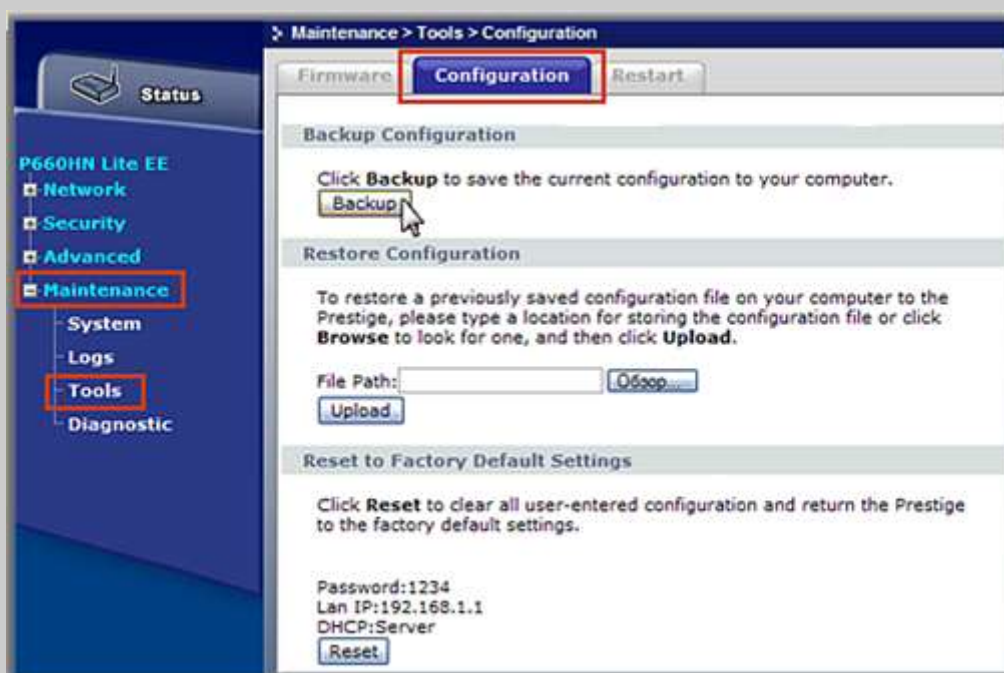 Maintenance > Tools > Configuration
Firmware Configuration Restart
Status
P660HN Lite EE
Network
Security
Advanced
Maintenance
System
Logs
Tools
Diagnostic
Backup Configuration
Click Backup to save the current configuration to your computer.
Backup
Restore Configuration
To restore a previously saved configuration file on your computer to the
Prestige, please type a location for storing the configuration file or click
Browse to look for one, and then click Upload.
File Path: Обзор...
Upload
Reset to Factory Default Settings
Click Reset to clear all user-entered configuration and return the Prestige
to the factory default settings.
Password:1234
Lan IP:192.168.1.1
DHCP:Server
Reset